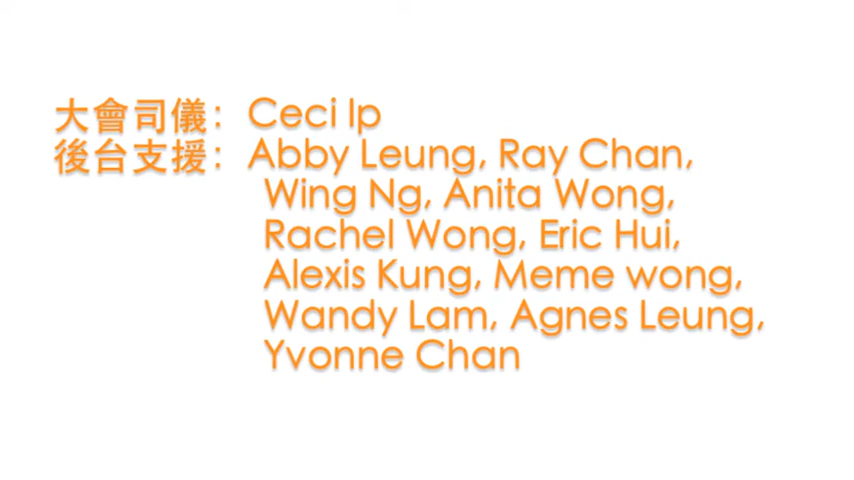 大會司儀：Ceci Ip
後台支援：Abby Leung, Ray Chan,
Wing Ng, Anita Wong,
Rachel Wong, Eric Hui,
Alexis Kung, Meme wong,
Wandy Lam, Agnes Leung,
Yvonne Chan